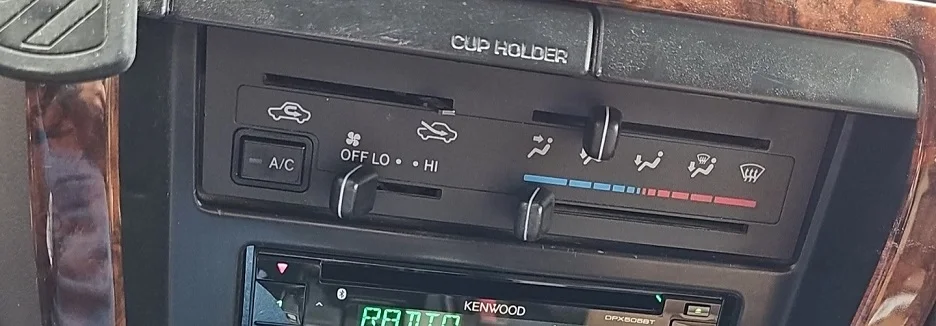 CUP HOLDER
OFF LO • • HI
A/C
KENWOOD
RADIO
DPX505BT